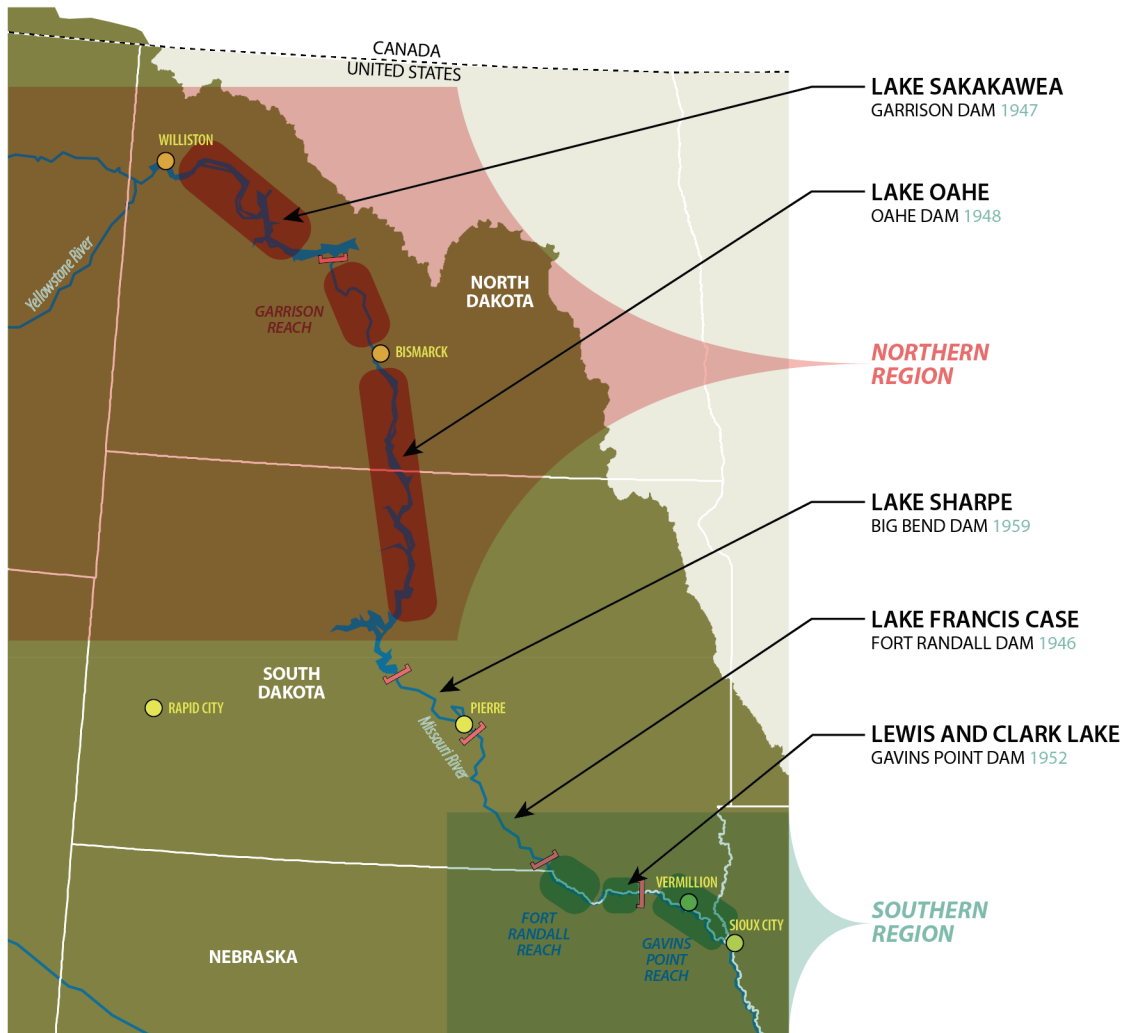 CANADA
UNITED STATES
LAKE SAKAKAWEA
GARRISON DAM 1947
WILLISTON
LAKE OAHE
OAHE DAM 1948
Yellowstone River
NORTH
DAKOTA
GARRISON
REACH
BISMARCK
NORTHERN
REGION
LAKE SHARPE
BIG BEND DAM 1959
LAKE FRANCIS CASE
FORT RANDALL DAM 1946
SOUTH
DAKOTA
RAPID CITY
PIERRE
Missouri River
LEWIS AND CLARK LAKE
GAVINS POINT DAM 1952
VERMILLION
SIOUX CITY
FORT
RANDALL
REACH
GAVINS
POINT
REACH
SOUTHERN
REGION
NEBRASKA